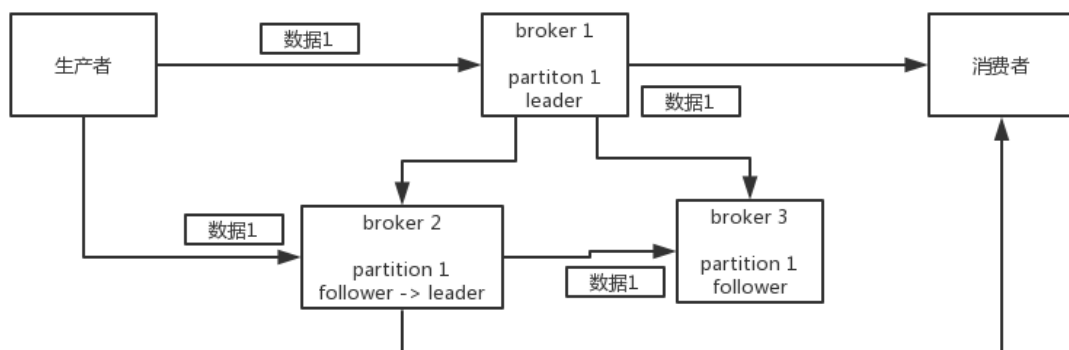 生产者
数据1
broker 1
partiton 1
leader
数据1
消费者
数据1
broker 2
partition 1
follower -> leader
数据1
broker 3
partition 1
follower